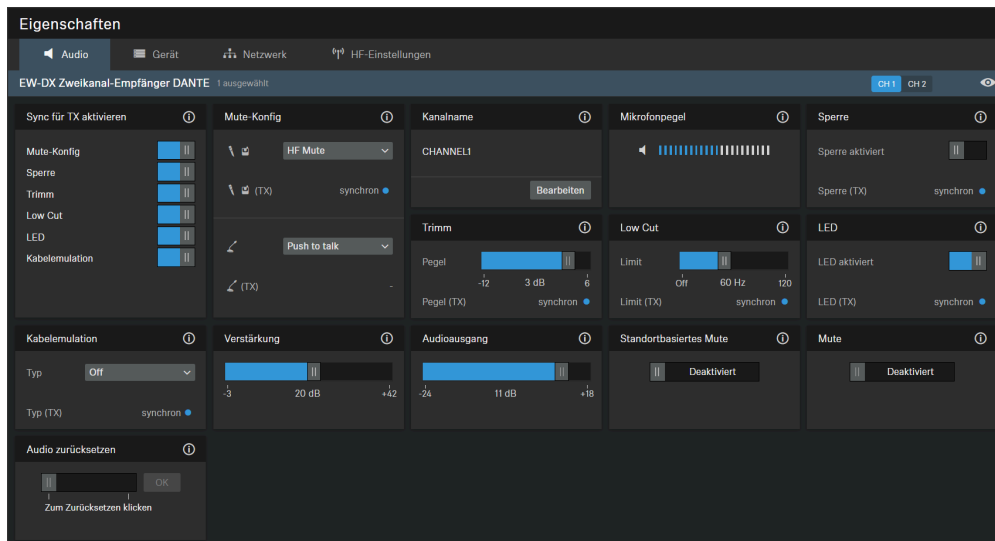 Eigenschaften
Audio Gerät Netzwerk HF-Einstellungen
EW-DX Zweikanal-Empfänger DANTE 1 ausgewählt CH 1 CH 2
Sync für TX aktivieren
Mute-Konfig
Sperre
Trimm
Low Cut
LED
Kabelemulation
Mute-Konfig
HF Mute
(TX) synchron
Push to talk
(TX) -
Kanalname
CHANNEL1
Bearbeiten
Mikrofonpegel
Sperre
Sperre aktiviert
Sperre (TX) synchron
Trimm
Pegel
-12 3 dB 6
Pegel (TX) synchron
Low Cut
Limit
Off 60 Hz 120
Limit (TX) synchron
LED
LED aktiviert
LED (TX) synchron
Kabelemulation
Typ Off
Typ (TX) synchron
Verstärkung
-3 20 dB +42
Audioausgang
-24 11 dB +18
Standortbasiertes Mute
Deaktiviert
Mute
Deaktiviert
Audio zurücksetzen
OK
Zum Zurücksetzen klicken